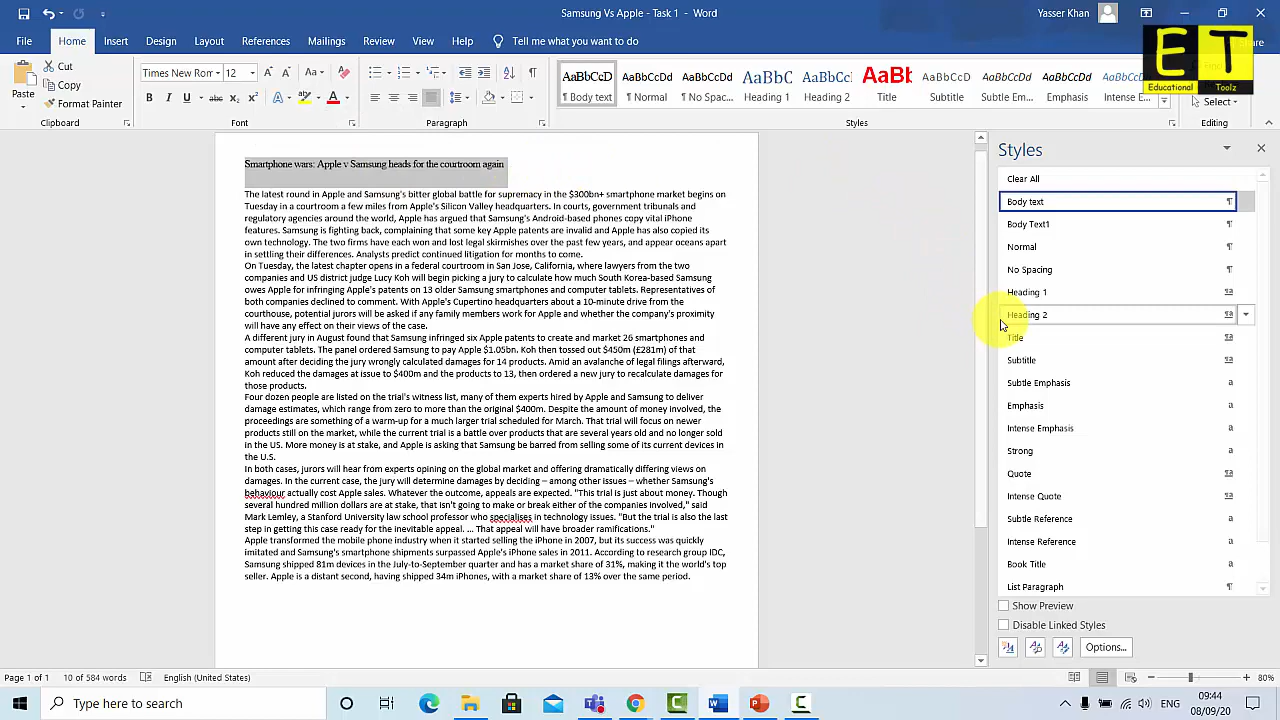 Samsung Vs Apple - Task 1 - Word
Yasser Khan
File Home Insert Design Layout References Mailings Review View Help Tell me what you want to do
Share
ET
Educational Toolz
Paste
Cut
Copy
Format Painter
Clipboard
Times New Ron 12
Font
Paragraph
AaBbCcD AaBbCcDd AaBbCcDd AaBbC AaBbCc AaBb AaBbCcDd AaBbCcDd AaBbCcDd AaBbCcDd
¶ Body text ¶ Normal ¶ No Spac... Heading 1 Heading 2 Title Subtitle Subtle Em... Emphasis Intense E...
Styles
Select
Editing
Smartphone wars: Apple v Samsung heads for the courtroom again
The latest round in Apple and Samsung's bitter global battle for supremacy in the $300bn+ smartphone market begins on
Tuesday in a courtroom a few miles from Apple's Silicon Valley headquarters. In courts, government tribunals and
regulatory agencies around the world, Apple has argued that Samsung's Android-based phones copy vital iPhone
features. Samsung is fighting back, complaining that some key Apple patents are invalid and Apple has also copied its
own technology. The two firms have each won and lost legal skirmishes over the past few years, and appear oceans apart
in settling their differences. Analysts predict continued litigation for months to come.
On Tuesday, the latest chapter opens in a federal courtroom in San Jose, California, where lawyers from the two
companies and US district judge Lucy Koh will begin picking a jury to calculate how much South Korea-based Samsung
owes Apple for infringing Apple's patents on 13 older Samsung smartphones and computer tablets. Representatives of
both companies declined to comment. With Apple's Cupertino headquarters about a 10-minute drive from the
courthouse, potential jurors will be asked if any family members work for Apple and whether the company's proximity
will have any effect on their views of the case.
A different jury in August found that Samsung infringed six Apple patents to create and market 26 smartphones and
computer tablets. The panel ordered Samsung to pay Apple $1.05bn. Koh then tossed out $450m (£281m) of that
amount after deciding the jury wrongly calculated damages for 14 products. Amid an avalanche of legal filings afterward,
Koh reduced the damages at issue to $400m and the products to 13, then ordered a new jury to recalculate damages for
those products.
Four dozen people are listed on the trial's witness list, many of them experts hired by Apple and Samsung to deliver
damage estimates, which range from zero to more than the original $400m. Despite the amount of money involved, the
proceedings are something of a warm-up for a much larger trial scheduled for March. That trial will focus on newer
products still on the market, while the current trial is a battle over products that are several years old and no longer sold
in the US. More money is at stake, and Apple is asking that Samsung be barred from selling some of its current devices in
the U.S.
In both cases, jurors will hear from experts opining on the global market and offering dramatically differing views on
damages. In the current case, the jury will determine damages by deciding – among other issues – whether Samsung's
behaviour actually cost Apple sales. Whatever the outcome, appeals are expected. "This trial is just about money. Though
several hundred million dollars are at stake, that isn't going to make or break either of the companies involved," said
Mark Lemley, a Stanford University law school professor who specialises in technology issues. "But the trial is also the last
step in getting this case ready for the inevitable appeal. ... That appeal will have broader ramifications."
Apple transformed the mobile phone industry when it started selling the iPhone in 2007, but its success was quickly
imitated and Samsung's smartphone shipments surpassed Apple's iPhone sales in 2011. According to research group IDC,
Samsung shipped 81m devices in the July-to-September quarter and has a market share of 31%, making it the world's top
seller. Apple is a distant second, having shipped 34m iPhones, with a market share of 13% over the same period.
Styles
Clear All
Body text ¶
Body Text1 ¶
Normal ¶
No Spacing ¶
Heading 1 ¶a
Heading 2 ¶a
Title ¶a
Subtitle ¶a
Subtle Emphasis a
Emphasis a
Intense Emphasis a
Strong a
Quote ¶a
Intense Quote ¶a
Subtle Reference a
Intense Reference a
Book Title a
List Paragraph ¶
Show Preview
Disable Linked Styles
Options...
Page 1 of 1 10 of 584 words English (United States) 80%
Type here to search
09:44
08/09/20